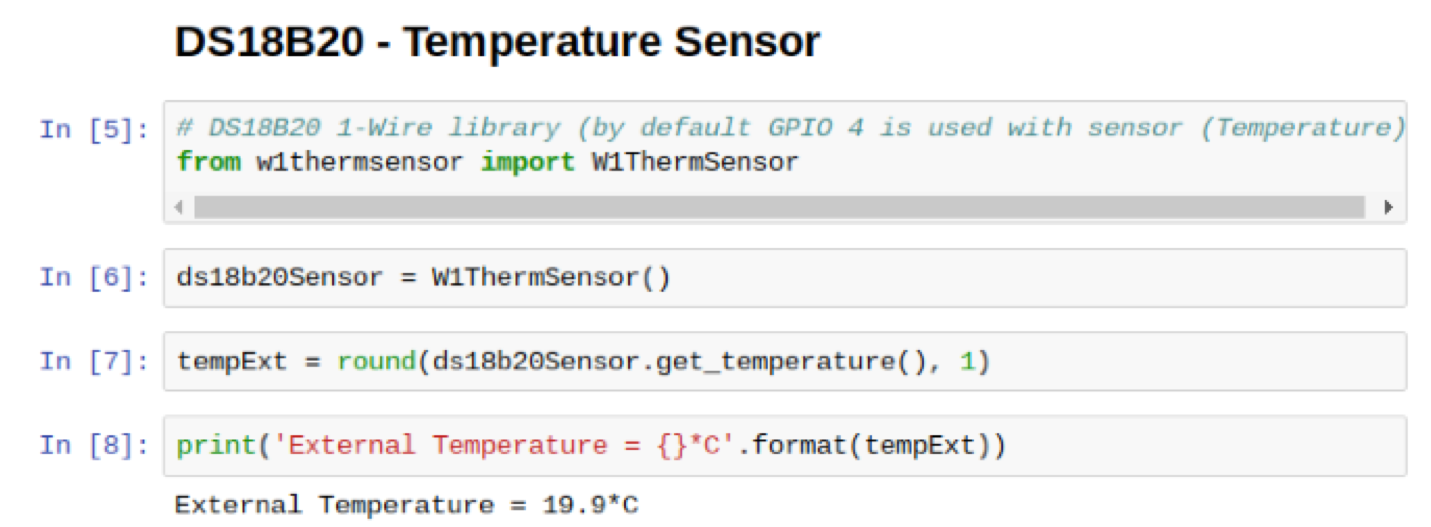 DS18B20 - Temperature Sensor
In [5]: # DS18B20 1-Wire library (by default GPIO 4 is used with sensor (Temperature)
from w1thermsensor import W1ThermSensor
In [6]: ds18b20Sensor = W1ThermSensor()
In [7]: tempExt = round(ds18b20Sensor.get_temperature(), 1)
In [8]: print('External Temperature = {}*C'.format(tempExt))
External Temperature = 19.9*C